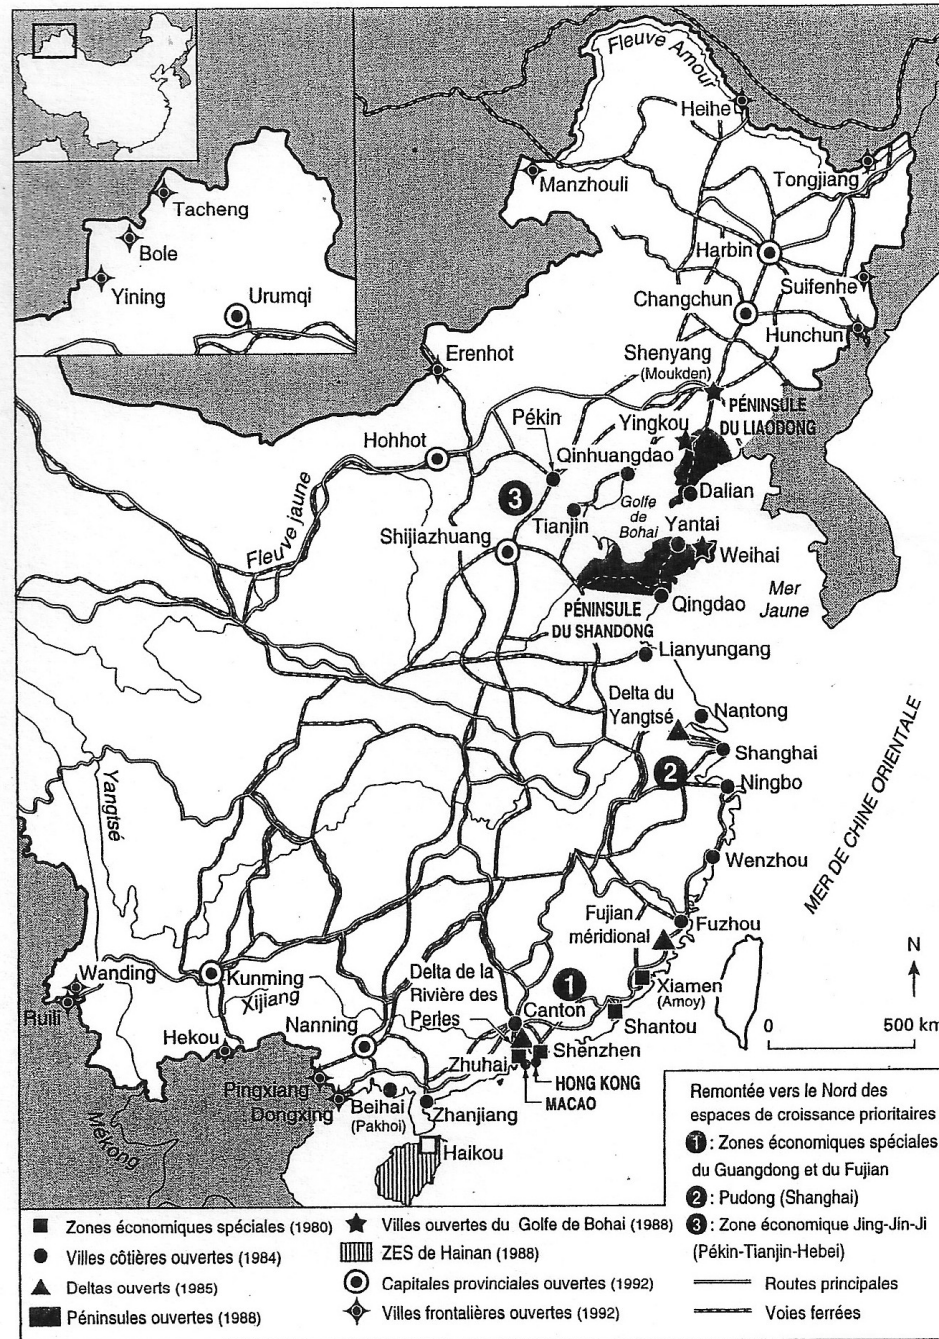 Fleuve Amour
Heihe
Manzhouli
Tongjiang
Tacheng
Bole
Yining
Urumqi
Harbin
Suifenhe
Changchun
Hunchun
Erenhot
Shenyang
(Moukden)
PÉNINSULE
DU LIAODONG
Yingkou
Pékin
Hohhot
Qinhuangdao
Dalian
3
Golfe
de
Bohai
Tianjin
Yantai
Fleuve jaune
Shijiazhuang
Weihai
Mer
Jaune
Qingdao
PÉNINSULE
DU SHANDONG
Lianyungang
Delta du
Yangtsé
Nantong
Shanghai
2
Ningbo
Yangtsé
MER DE CHINE ORIENTALE
Wenzhou
Fuzhou
Fujian
méridional
N
Wanding
Kunming
Delta de la
Rivière des
Perles
1
Xiamen
(Amoy)
Ruili
Xijiang
Canton
Shantou
0 500 km
Hekou
Nanning
Zhuhai
Shenzhen
HONG KONG
MACAO
Pingxiang
Dongxing
Beihai
(Pakhoi)
Zhanjiang
Mékong
Haikou
Remontée vers le Nord des
espaces de croissance prioritaires
1 : Zones économiques spéciales
du Guangdong et du Fujian
2 : Pudong (Shanghai)
3 : Zone économique Jing-Jin-Ji
(Pékin-Tianjin-Hebei)
Routes principales
Voies ferrées
Zones économiques spéciales (1980)
Villes côtières ouvertes (1984)
Deltas ouverts (1985)
Péninsules ouvertes (1988)
Villes ouvertes du Golfe de Bohai (1988)
ZES de Hainan (1988)
Capitales provinciales ouvertes (1992)
Villes frontalières ouvertes (1992)